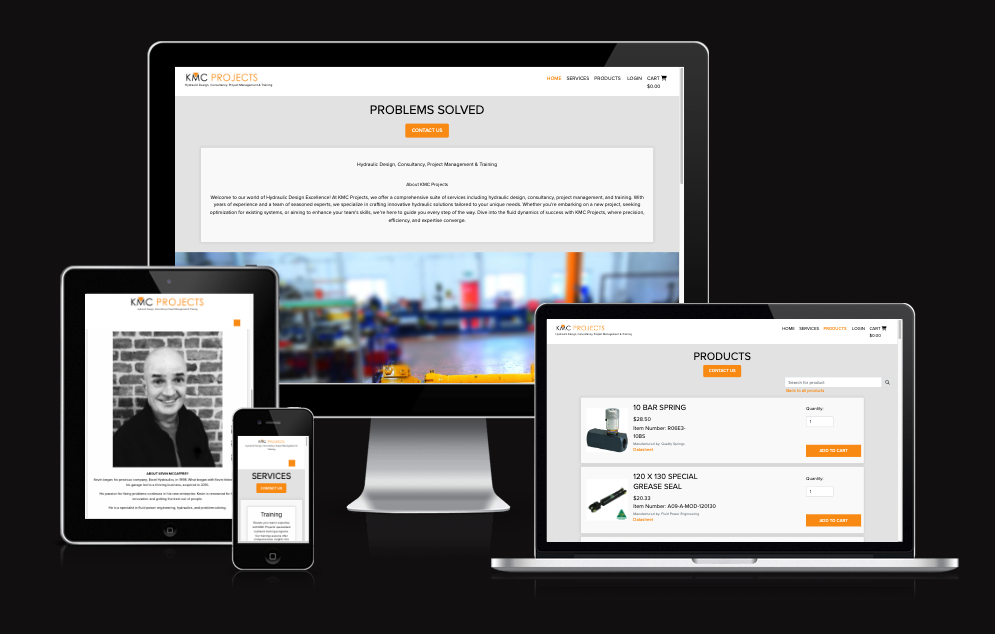 KMC PROJECTS
Hydraulic Design, Consultancy, Project Management & Training
HOME SERVICES PRODUCTS LOGIN CART
$0.00
PROBLEMS SOLVED
CONTACT US
Hydraulic Design, Consultancy, Project Management & Training
About KMC Projects
Welcome to our world of Hydraulic Design Excellence! At KMC Projects, we offer a comprehensive suite of services including hydraulic design, consultancy, project management, and training. With
years of experience and a team of seasoned experts, we specialize in crafting innovative hydraulic solutions tailored to your unique needs. Whether you're embarking on a new project, seeking
optimization for existing systems, or aiming to enhance your team's skills, we're here to guide you every step of the way. Dive into the fluid dynamics of success with KMC Projects, where precision,
efficiency, and expertise converge.
KMC PROJECTS
Hydraulic Design, Consultancy, Project Management & Training
ABOUT KEVIN MCCAFFREY
KMC PROJECTS
SERVICES
CONTACT US
Training
KMC PROJECTS
Hydraulic Design, Consultancy, Project Management & Training
HOME SERVICES PRODUCTS LOGIN CART
$0.00
PRODUCTS
CONTACT US
Search for product
Back to all products
10 BAR SPRING
$28.50
Item Number: R06E3-
10BS
Manufactured by: Quality Springs
Datasheet
Quantity:
1
ADD TO CART
120 X 130 SPECIAL
GREASE SEAL
$20.33
Item Number: A09-A-MOD-120130
Manufactured by: Fluid Power Engineering
Datasheet
Quantity:
1
ADD TO CART